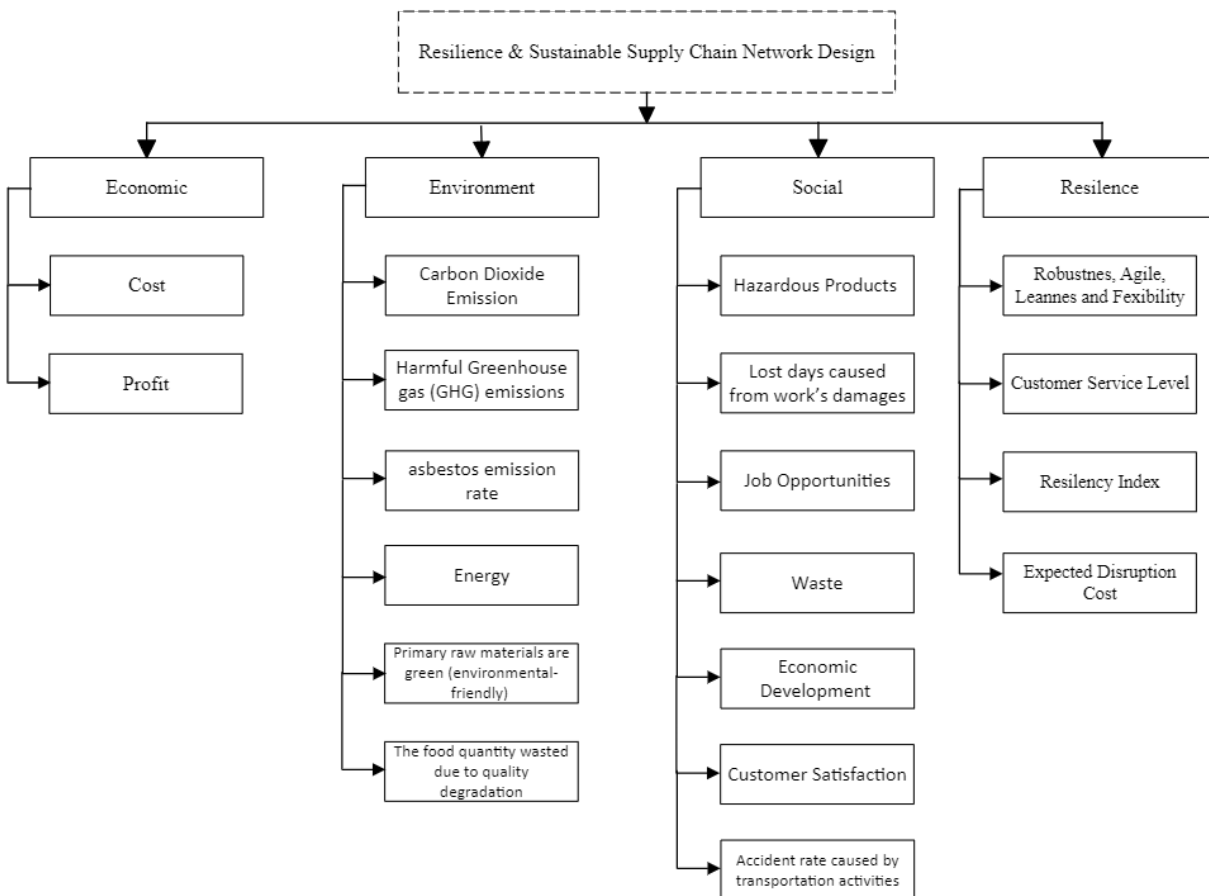 Resilience & Sustainable Supply Chain Network Design
Economic
Cost
Profit
Environment
Carbon Dioxide
Emission
Harmful Greenhouse
gas (GHG) emissions
asbestos emission
rate
Energy
Primary raw materials are
green (environmental-
friendly)
The food quantity wasted
due to quality
degradation
Social
Hazardous Products
Lost days caused
from work's damages
Job Opportunities
Waste
Economic
Development
Customer Satisfaction
Accident rate caused by
transportation activities
Resilence
Robustnes, Agile,
Leannes and Fexibility
Customer Service Level
Resilency Index
Expected Disruption
Cost